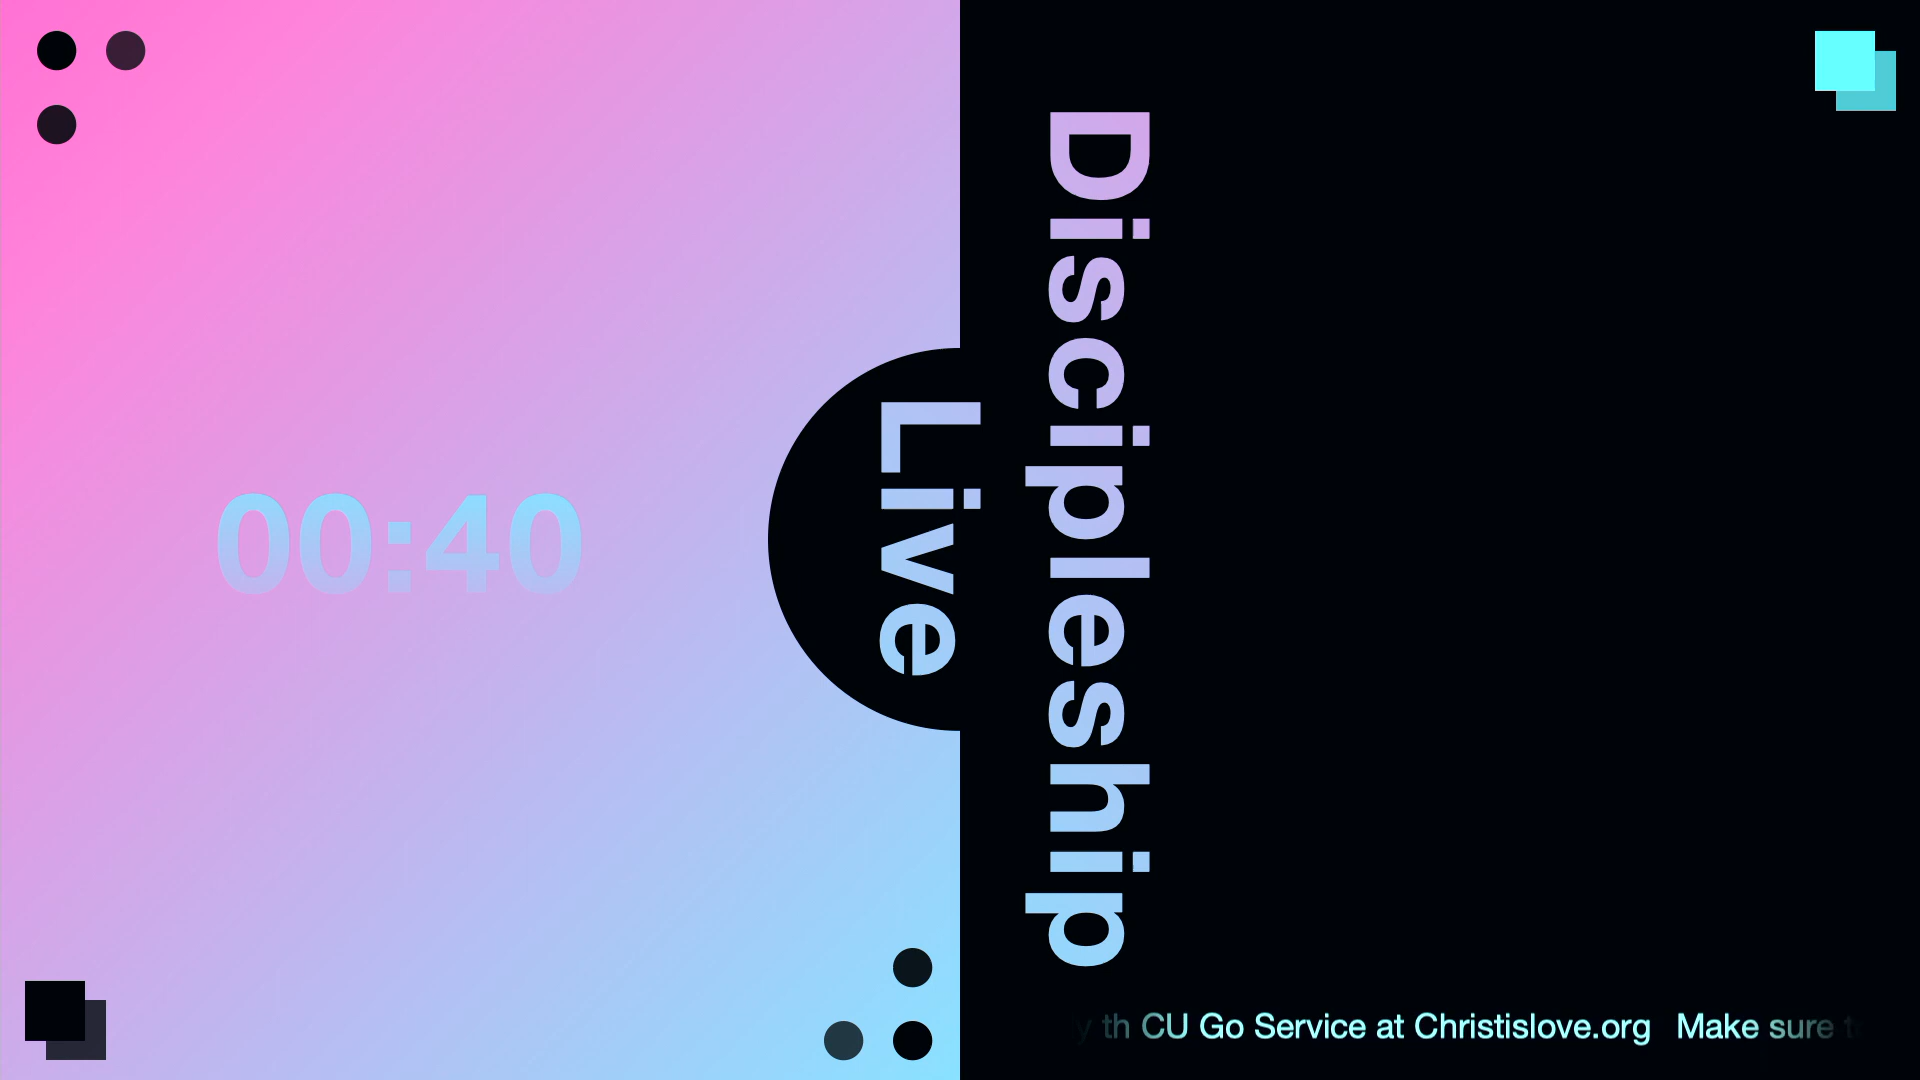 00:40
Discipleship
Live
th CU Go Service at Christislove.org Make sure